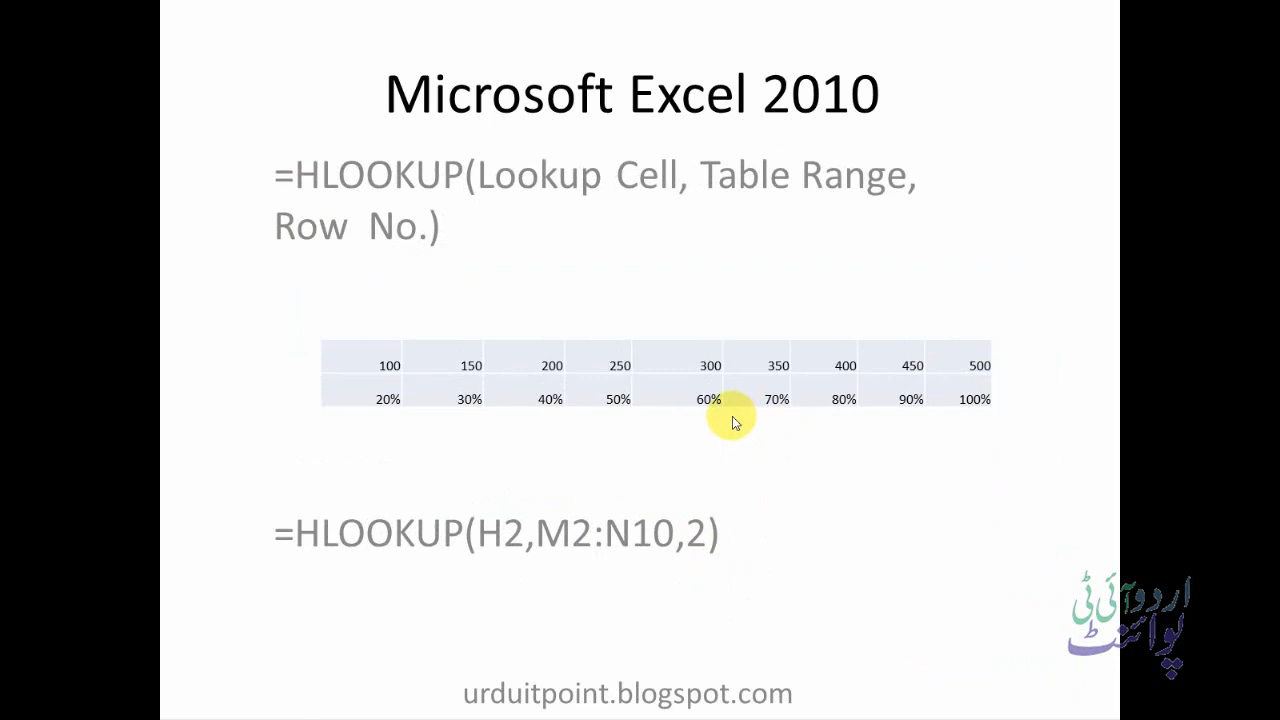 Microsoft Excel 2010
=HLOOKUP(Lookup Cell, Table Range,
Row No.)
100 150 200 250 300 350 400 450 500
20% 30% 40% 50% 60% 70% 80% 90% 100%
=HLOOKUP(H2,M2:N10,2)
اردو آئی ٹی
پوائنٹ
urduitpoint.blogspot.com